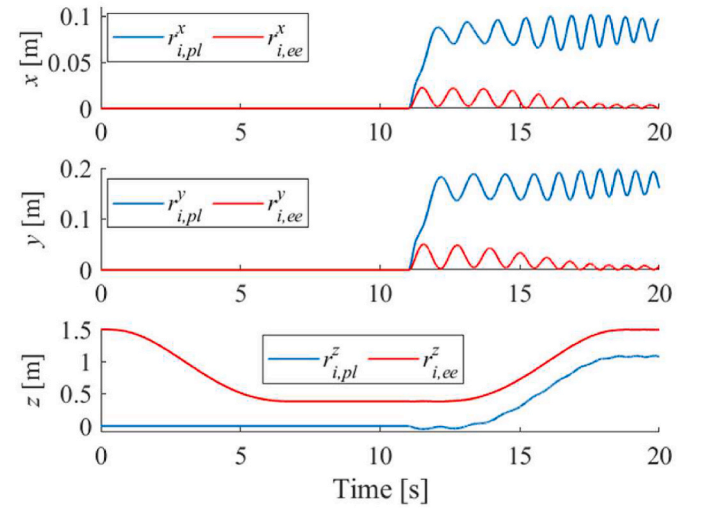 0.1
x [m]
0.05
0
r^x_{i,pl} r^x_{i,ee}
0 5 10 15 20
0.2
y [m]
0.1
0
r^y_{i,pl} r^y_{i,ee}
0 5 10 15 20
1.5
z [m]
1
0.5
0
r^z_{i,pl} r^z_{i,ee}
0 5 10 15 20
Time [s]